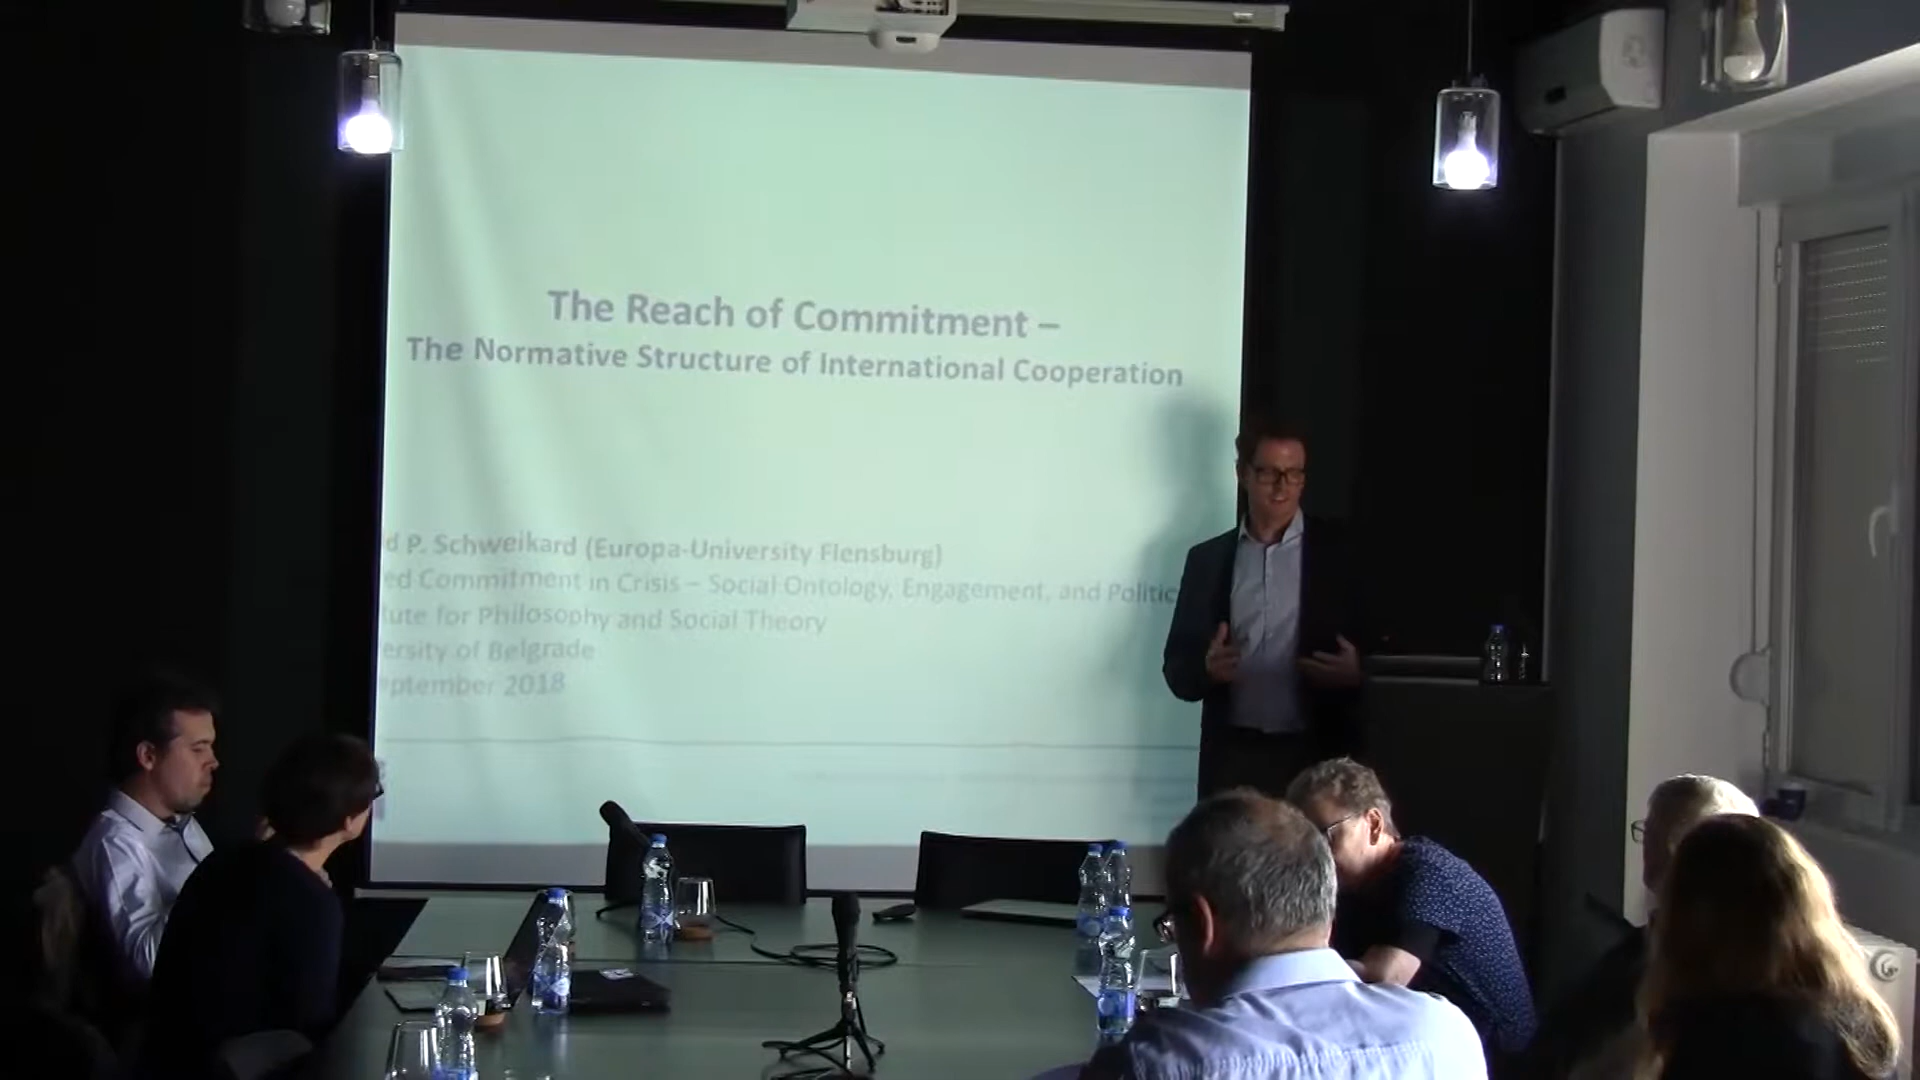 The Reach of Commitment –
The Normative Structure of International Cooperation
d P. Schweikard (Europa-University Flensburg)
ed Commitment in Crisis – Social Ontology, Engagement, and Politic
tute for Philosophy and Social Theory
ersity of Belgrade
eptember 2018